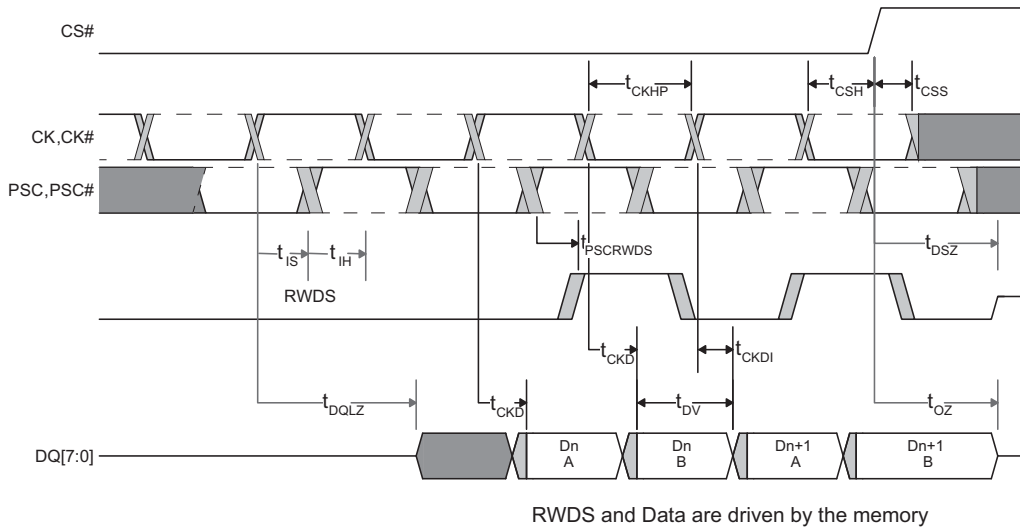 CS#
tCKHP
tCSH
tCSS
CK,CK#
PSC,PSC#
tIS
tIH
tPSCRWDS
tDSZ
RWDS
tCKD
tCKDI
tDQLZ
tCKD
tDV
tOZ
DQ[7:0]
Dn
A
Dn
B
Dn+1
A
Dn+1
B
RWDS and Data are driven by the memory